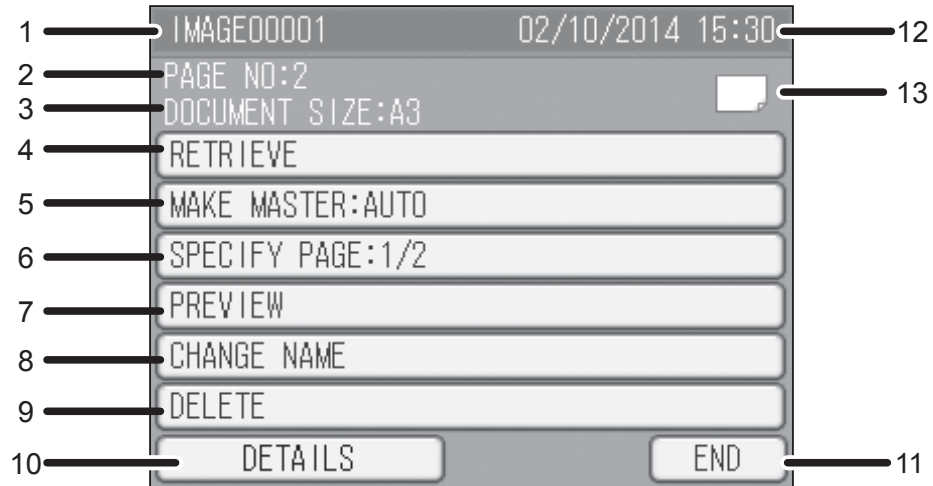 1 IMAGE00001 02/10/2014 15:30 12
2 PAGE NO:2
13
3 DOCUMENT SIZE:A3
4 RETRIEVE
5 MAKE MASTER:AUTO
6 SPECIFY PAGE:1/2
7 PREVIEW
8 CHANGE NAME
9 DELETE
10 DETAILS END 11